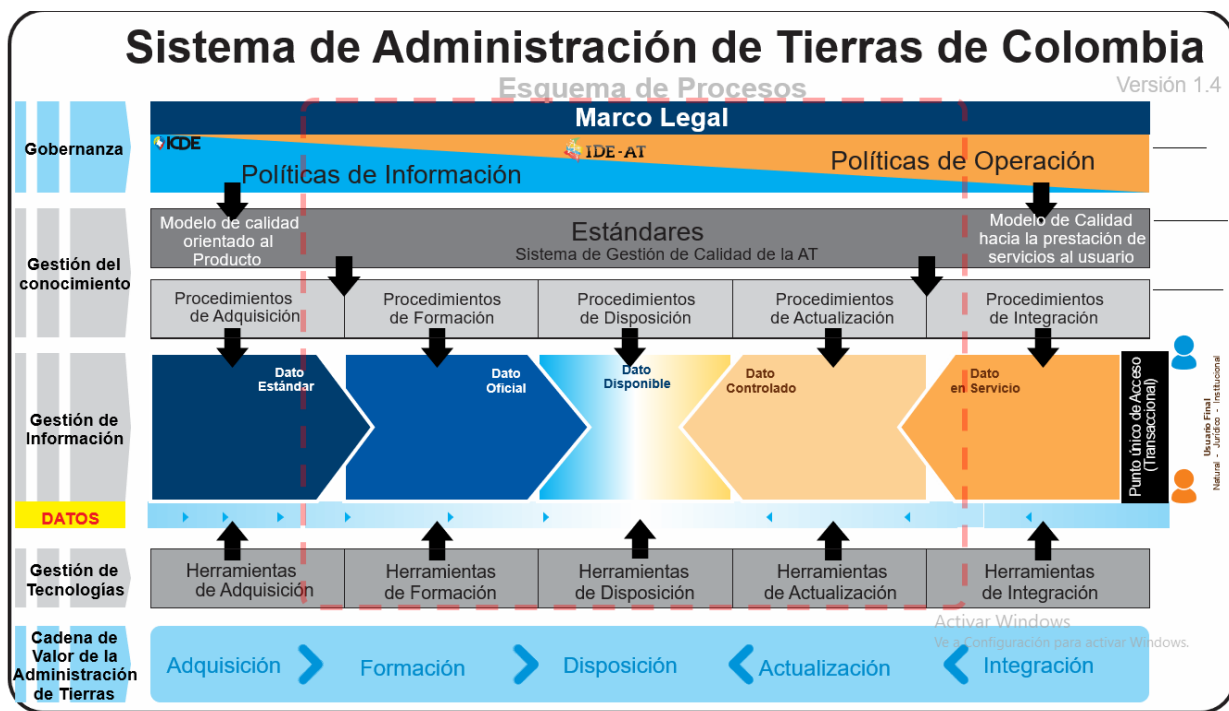 Sistema de Administración de Tierras de Colombia
Esquema de Procesos
Versión 1.4
Gobernanza
Marco Legal
ICDE
IDE-AT
Políticas de Información
Políticas de Operación
Gestión del
conocimiento
Modelo de calidad
orientado al
Producto
Estándares
Sistema de Gestión de Calidad de la AT
Modelo de Calidad
hacia la prestación de
servicios al usuario
Procedimientos
de Adquisición
Procedimientos
de Formación
Procedimientos
de Disposición
Procedimientos
de Actualización
Procedimientos
de Integración
Gestión de
Información
Dato
Estándar
Dato
Oficial
Dato
Disponible
Dato
Controlado
Dato
en Servicio
Punto único de Acceso
(Transaccional)
Usuario Final
Natural - Jurídico - Institucional
DATOS
Gestión de
Tecnologías
Herramientas
de Adquisición
Herramientas
de Formación
Herramientas
de Disposición
Herramientas
de Actualización
Herramientas
de Integración
Activar Windows
Ve a Configuración para activar Windows.
Cadena de
Valor de la
Administración
de Tierras
Adquisición
Formación
Disposición
Actualización
Integración